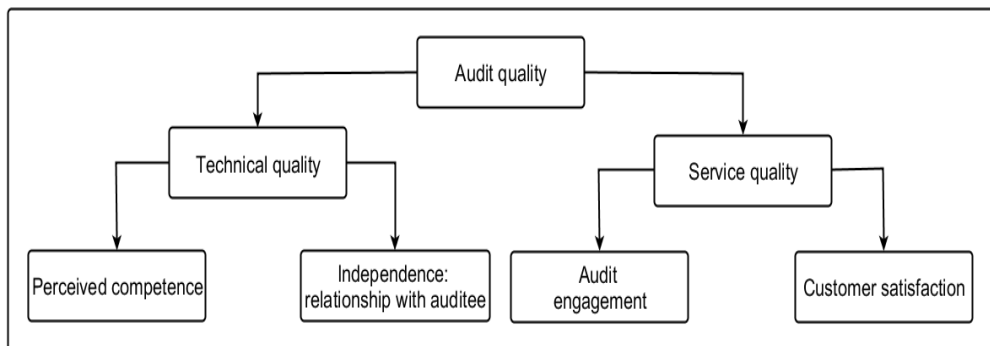 Audit quality
Technical quality
Service quality
Perceived competence
Independence:
relationship with auditee
Audit
engagement
Customer satisfaction